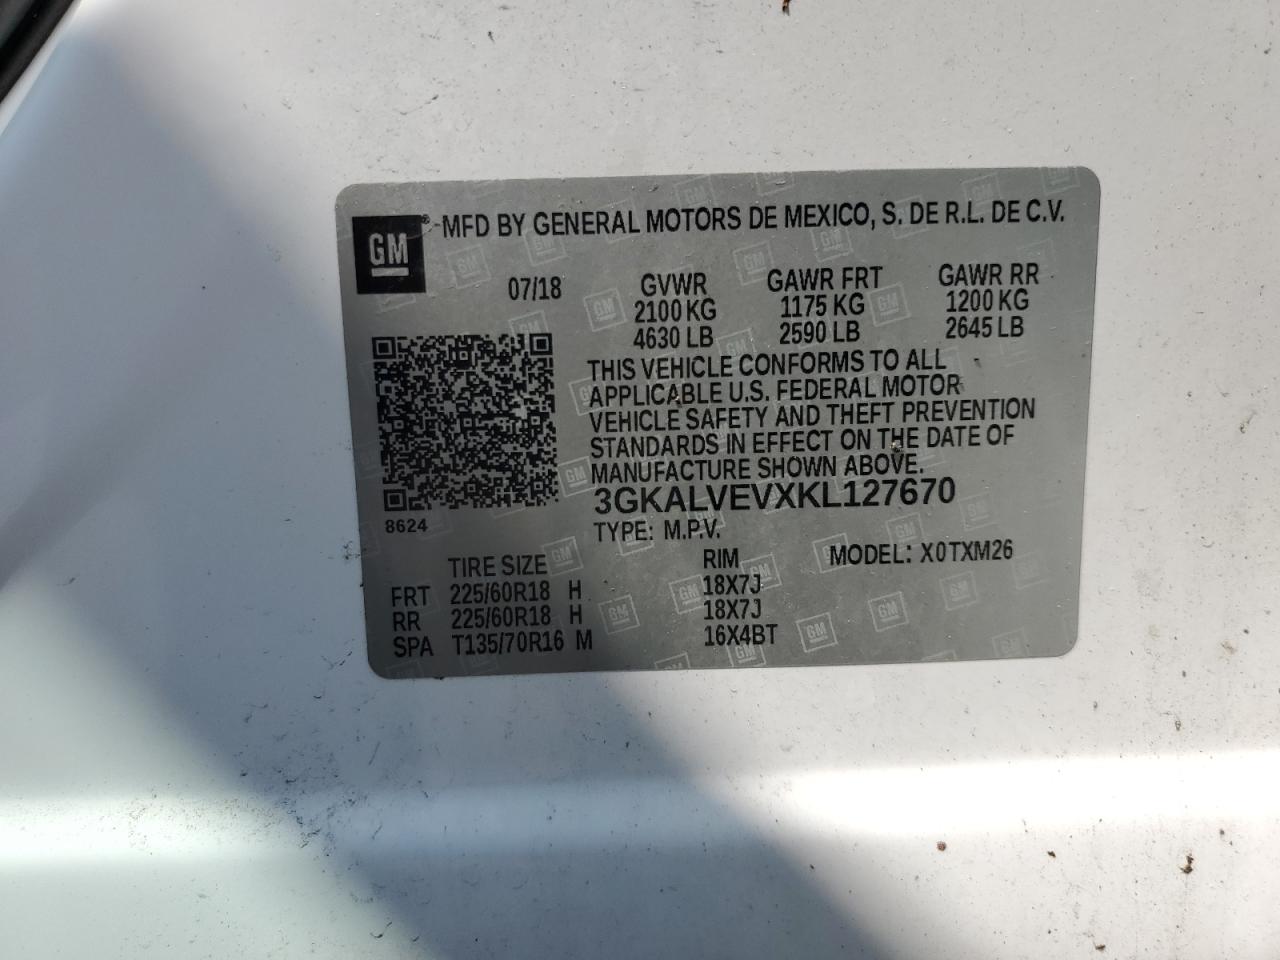 GM® MFD BY GENERAL MOTORS DE MEXICO, S. DE R.L. DE C.V.
07/18 GVWR GAWR FRT GAWR RR
2100 KG 1175 KG 1200 KG
4630 LB 2590 LB 2645 LB
THIS VEHICLE CONFORMS TO ALL
APPLICABLE U.S. FEDERAL MOTOR
VEHICLE SAFETY AND THEFT PREVENTION
STANDARDS IN EFFECT ON THE DATE OF
MANUFACTURE SHOWN ABOVE.
3GKALVEVXKL127670
8624
TYPE: M.P.V.
TIRE SIZE RIM MODEL: X0TXM26
FRT 225/60R18 H 18X7J
RR 225/60R18 H 18X7J
SPA T135/70R16 M 16X4BT